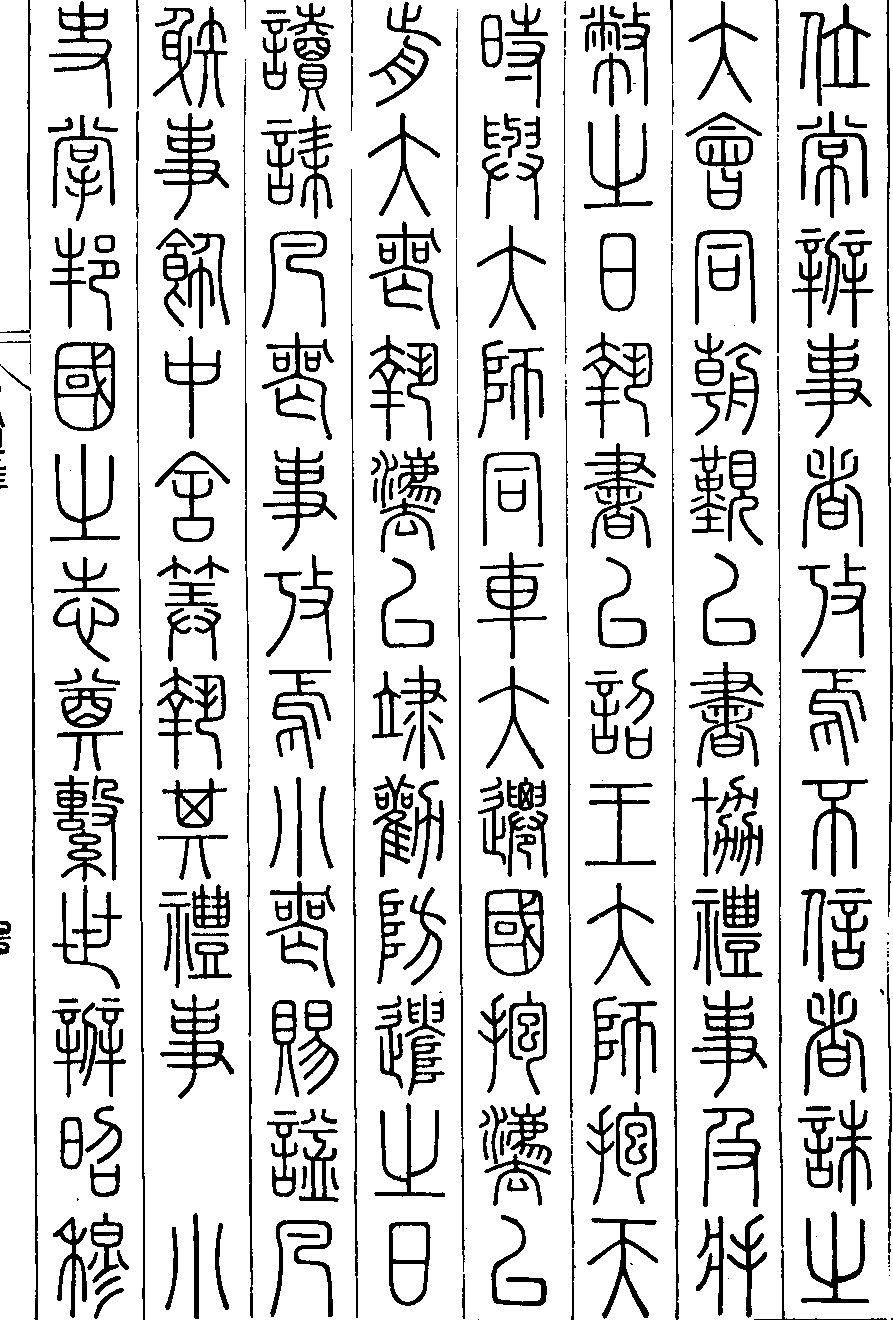 位常辨事者攷焉不信者誅之
大會同朝覲以書協禮事及將
幣之日執書以詔王大師抱天
時與大師同車大遷國抱灋以
前大喪執灋以䇐勸防遣之日
讀誄凡喪事攷焉小喪賜諡凡
射事飾中舍筭執其禮事 小
史掌邦國之志奠繫世辨昭穆